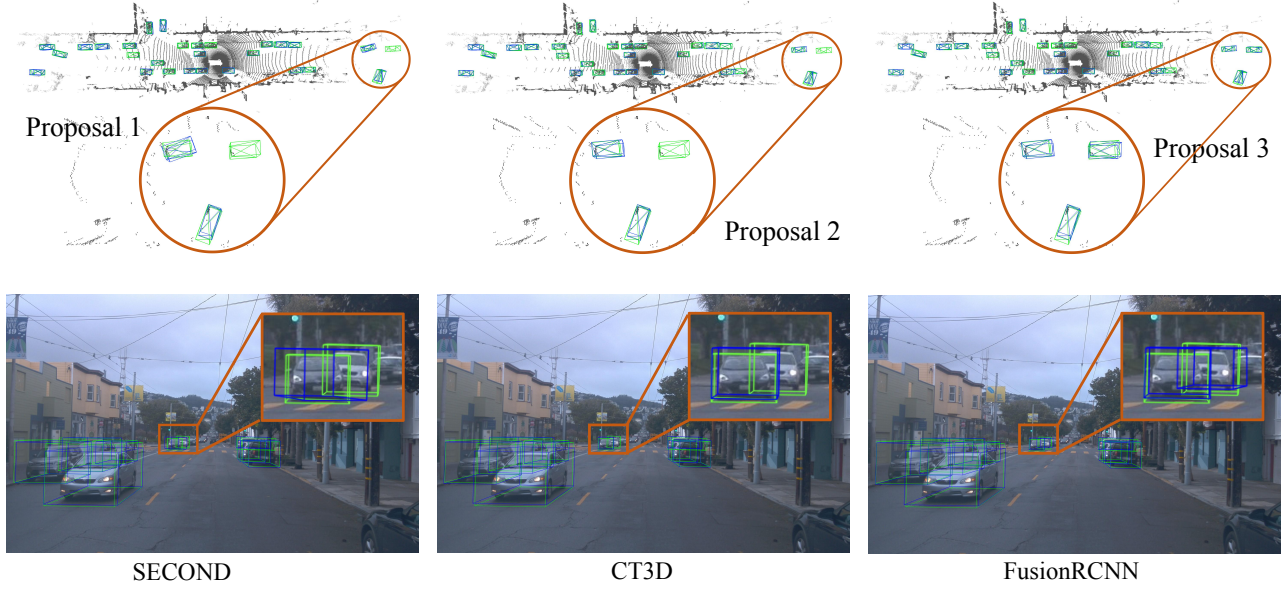 Proposal 1
Proposal 2
Proposal 3
SECOND
CT3D
FusionRCNN